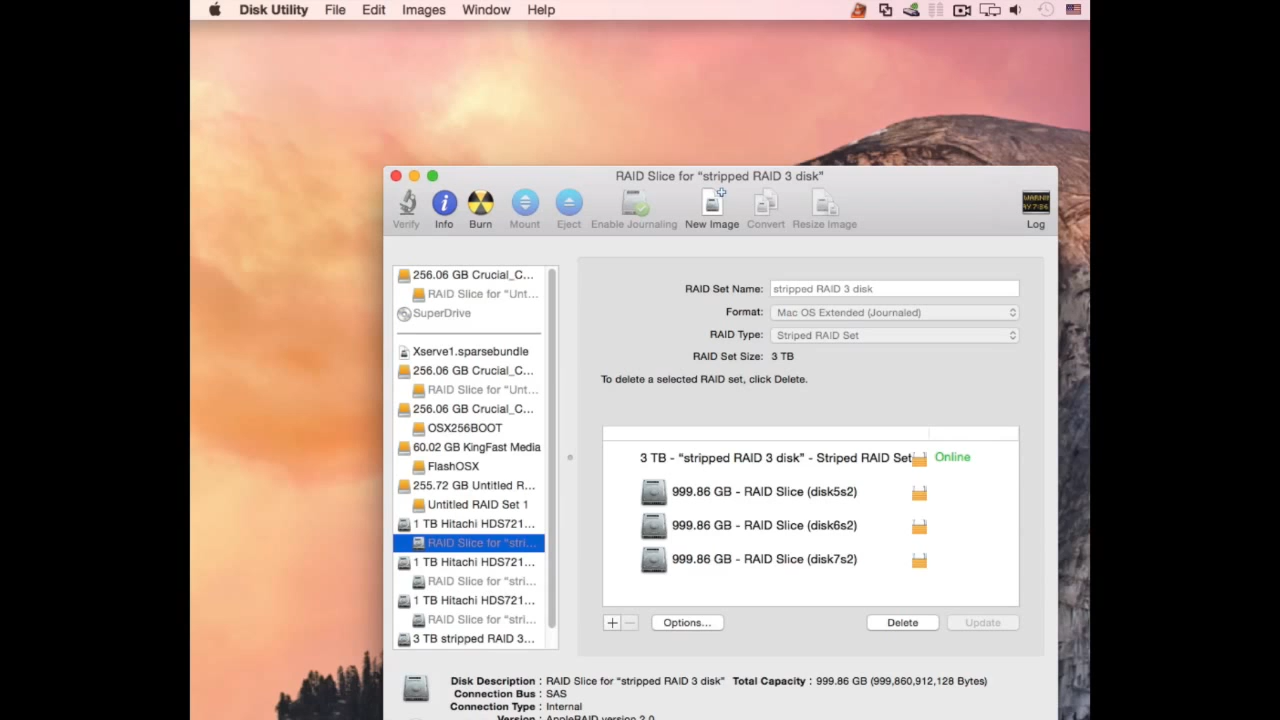 Disk Utility File Edit Images Window Help
RAID Slice for “stripped RAID 3 disk”
Verify Info Burn Mount Eject Enable Journaling New Image Convert Resize Image Log
256.06 GB Crucial_C...
RAID Slice for “Unt...
SuperDrive
Xserve1.sparsebundle
256.06 GB Crucial_C...
RAID Slice for “Unt...
256.06 GB Crucial_C...
OSX256BOOT
60.02 GB KingFast Media
FlashOSX
255.72 GB Untitled R...
Untitled RAID Set 1
1 TB Hitachi HDS721...
RAID Slice for “stri...
1 TB Hitachi HDS721...
RAID Slice for “stri...
1 TB Hitachi HDS721...
RAID Slice for “stri...
3 TB stripped RAID 3...
RAID Set Name: stripped RAID 3 disk
Format: Mac OS Extended (Journaled)
RAID Type: Striped RAID Set
RAID Set Size: 3 TB
To delete a selected RAID set, click Delete.
3 TB - “stripped RAID 3 disk” - Striped RAID Set Online
999.86 GB - RAID Slice (disk5s2)
999.86 GB - RAID Slice (disk6s2)
999.86 GB - RAID Slice (disk7s2)
+ − Options... Delete Update
Disk Description : RAID Slice for “stripped RAID 3 disk” Total Capacity : 999.86 GB (999,860,912,128 Bytes)
Connection Bus : SAS
Connection Type : Internal
Version : AppleRAID version 2.0